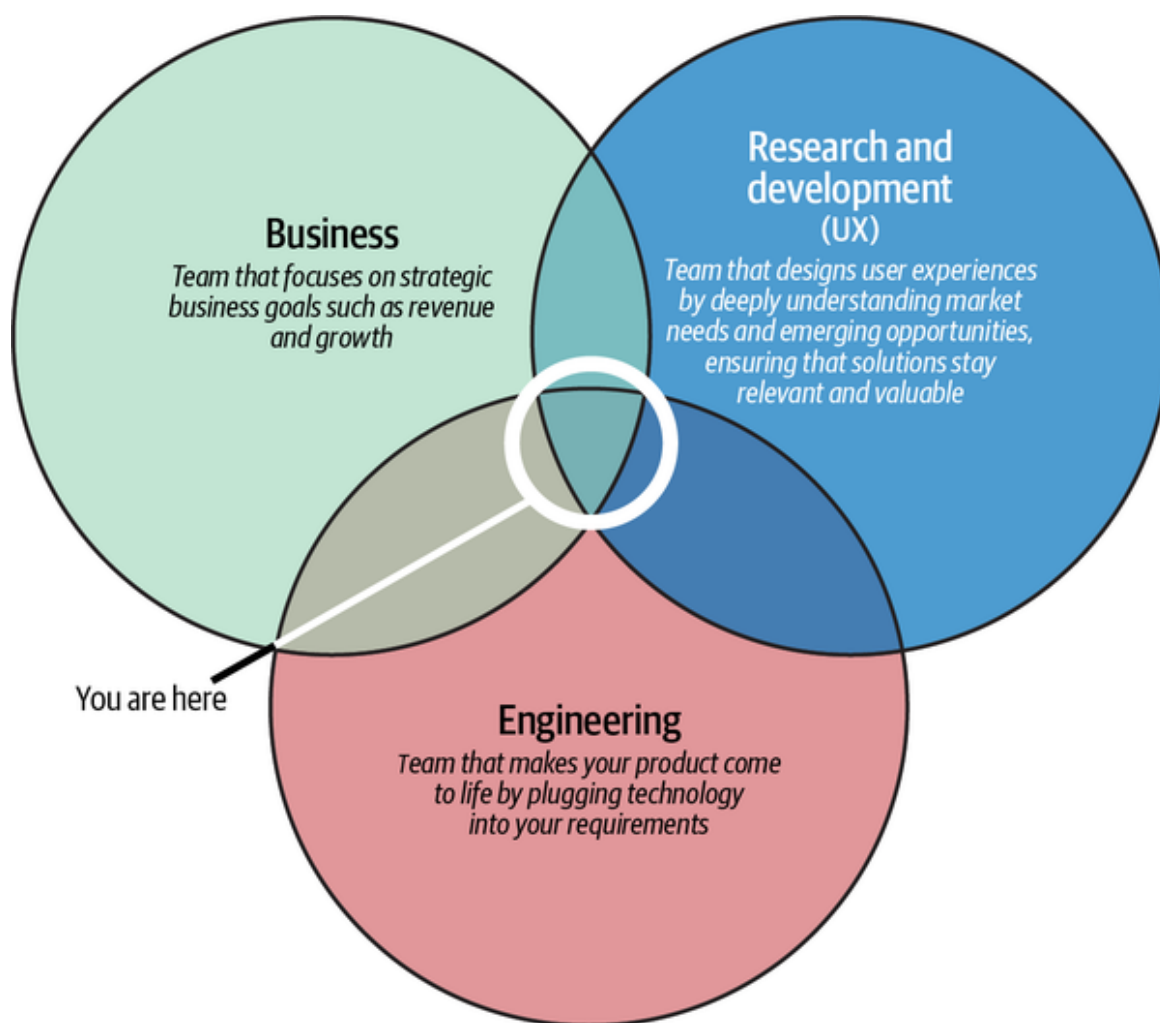 Business
Team that focuses on strategic
business goals such as revenue
and growth
Research and
development
(UX)
Team that designs user experiences
by deeply understanding market
needs and emerging opportunities,
ensuring that solutions stay
relevant and valuable
You are here
Engineering
Team that makes your product come
to life by plugging technology
into your requirements